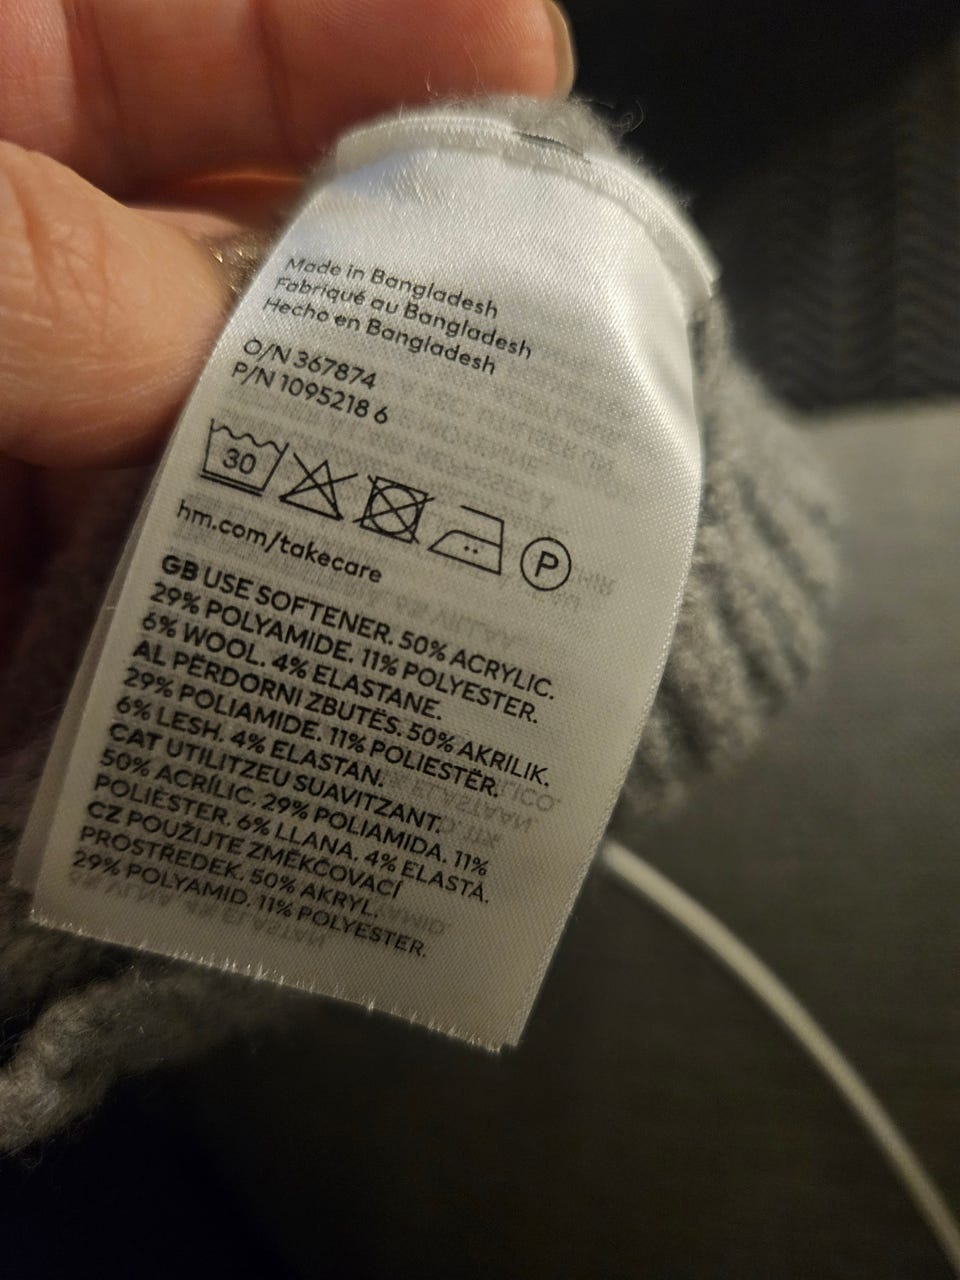 Made in Bangladesh
Fabriqué au Bangladesh
Hecho en Bangladesh
O/N 367874
P/N 1095218 6
30
P
hm.com/takecare
GB USE SOFTENER. 50% ACRYLIC.
29% POLYAMIDE. 11% POLYESTER.
6% WOOL. 4% ELASTANE.
AL PËRDORNI ZBUTËS. 50% AKRILIK.
29% POLIAMIDE. 11% POLIESTËR.
6% LESH. 4% ELASTAN.
CAT UTILITZEU SUAVITZANT.
50% ACRÍLIC. 29% POLIAMIDA. 11%
POLIÈSTER. 6% LLANA. 4% ELASTÀ.
CZ POUŽIJTE ZMĚKČOVACÍ
PROSTŘEDEK. 50% AKRYL.
29% POLYAMID. 11% POLYESTER.